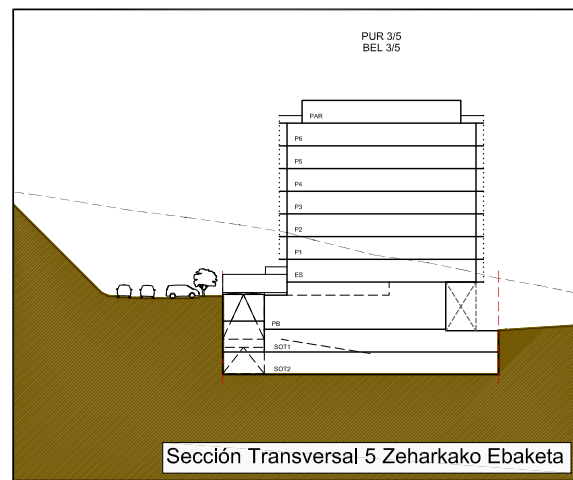 PUR 3/5
BEL 3/5
PAR
P6
P5
P4
P3
P2
P1
ES
PB
SOT1
SOT2
Sección Transversal 5 Zeharkako Ebaketa